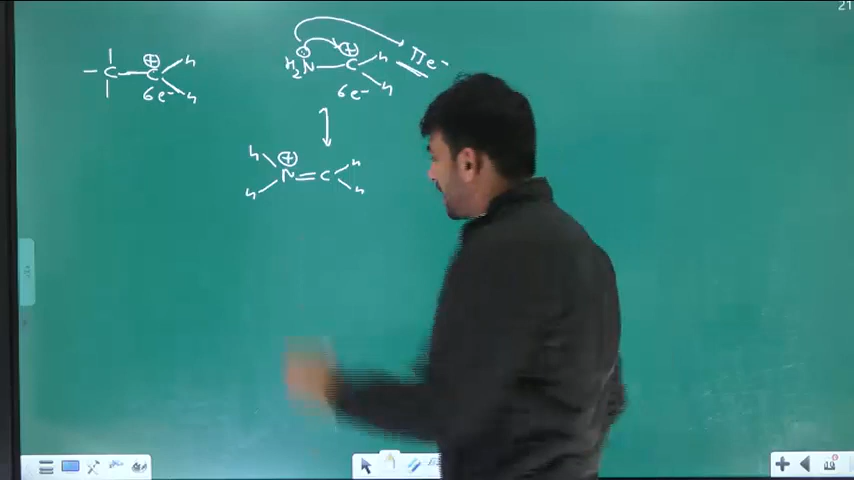 21
– C – C ⊕ H
H
6e⁻
H₂N̈ – C ⊕ H
H
6e⁻
πe⁻
H
H N ⊕ = C H
H